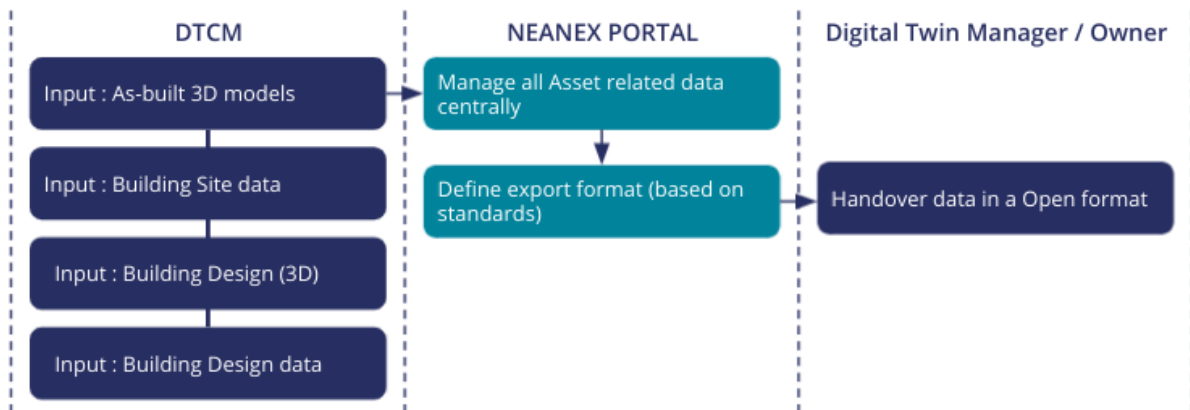 DTCM
Input : As-built 3D models
Input : Building Site data
Input : Building Design (3D)
Input : Building Design data
NEANEX PORTAL
Manage all Asset related data
centrally
Define export format (based on
standards)
Digital Twin Manager / Owner
Handover data in a Open format